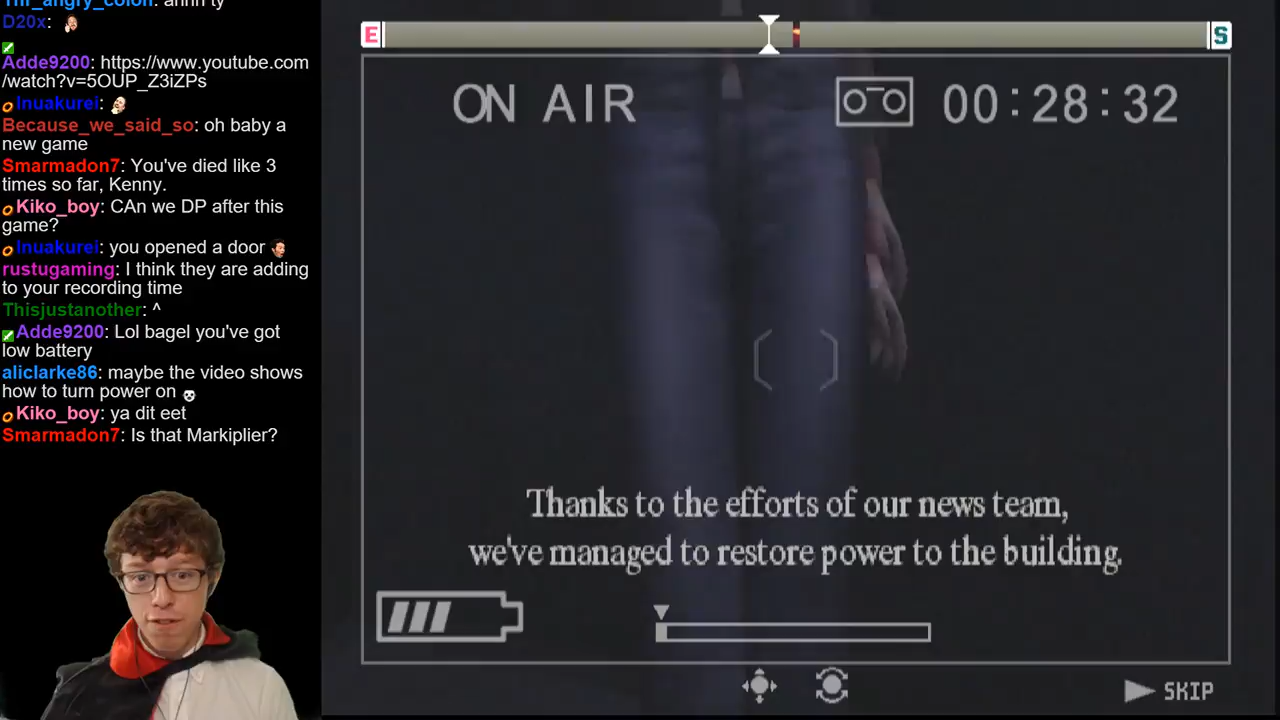 Thr_angry_colon: ahhh ty
D20x:
Adde9200: https://www.youtube.com
/watch?v=5OUP_Z3iZPs
Inuakurei:
Because_we_said_so: oh baby a
new game
Smarmadon7: You've died like 3
times so far, Kenny.
Kiko_boy: CAn we DP after this
game?
Inuakurei: you opened a door
rustugaming: I think they are adding
to your recording time
Thisjustanother: ^
Adde9200: Lol bagel you've got
low battery
aliclarke86: maybe the video shows
how to turn power on
Kiko_boy: ya dit eet
Smarmadon7: Is that Markiplier?
E
S
ON AIR
00:28:32
Thanks to the efforts of our news team,
we've managed to restore power to the building.
SKIP